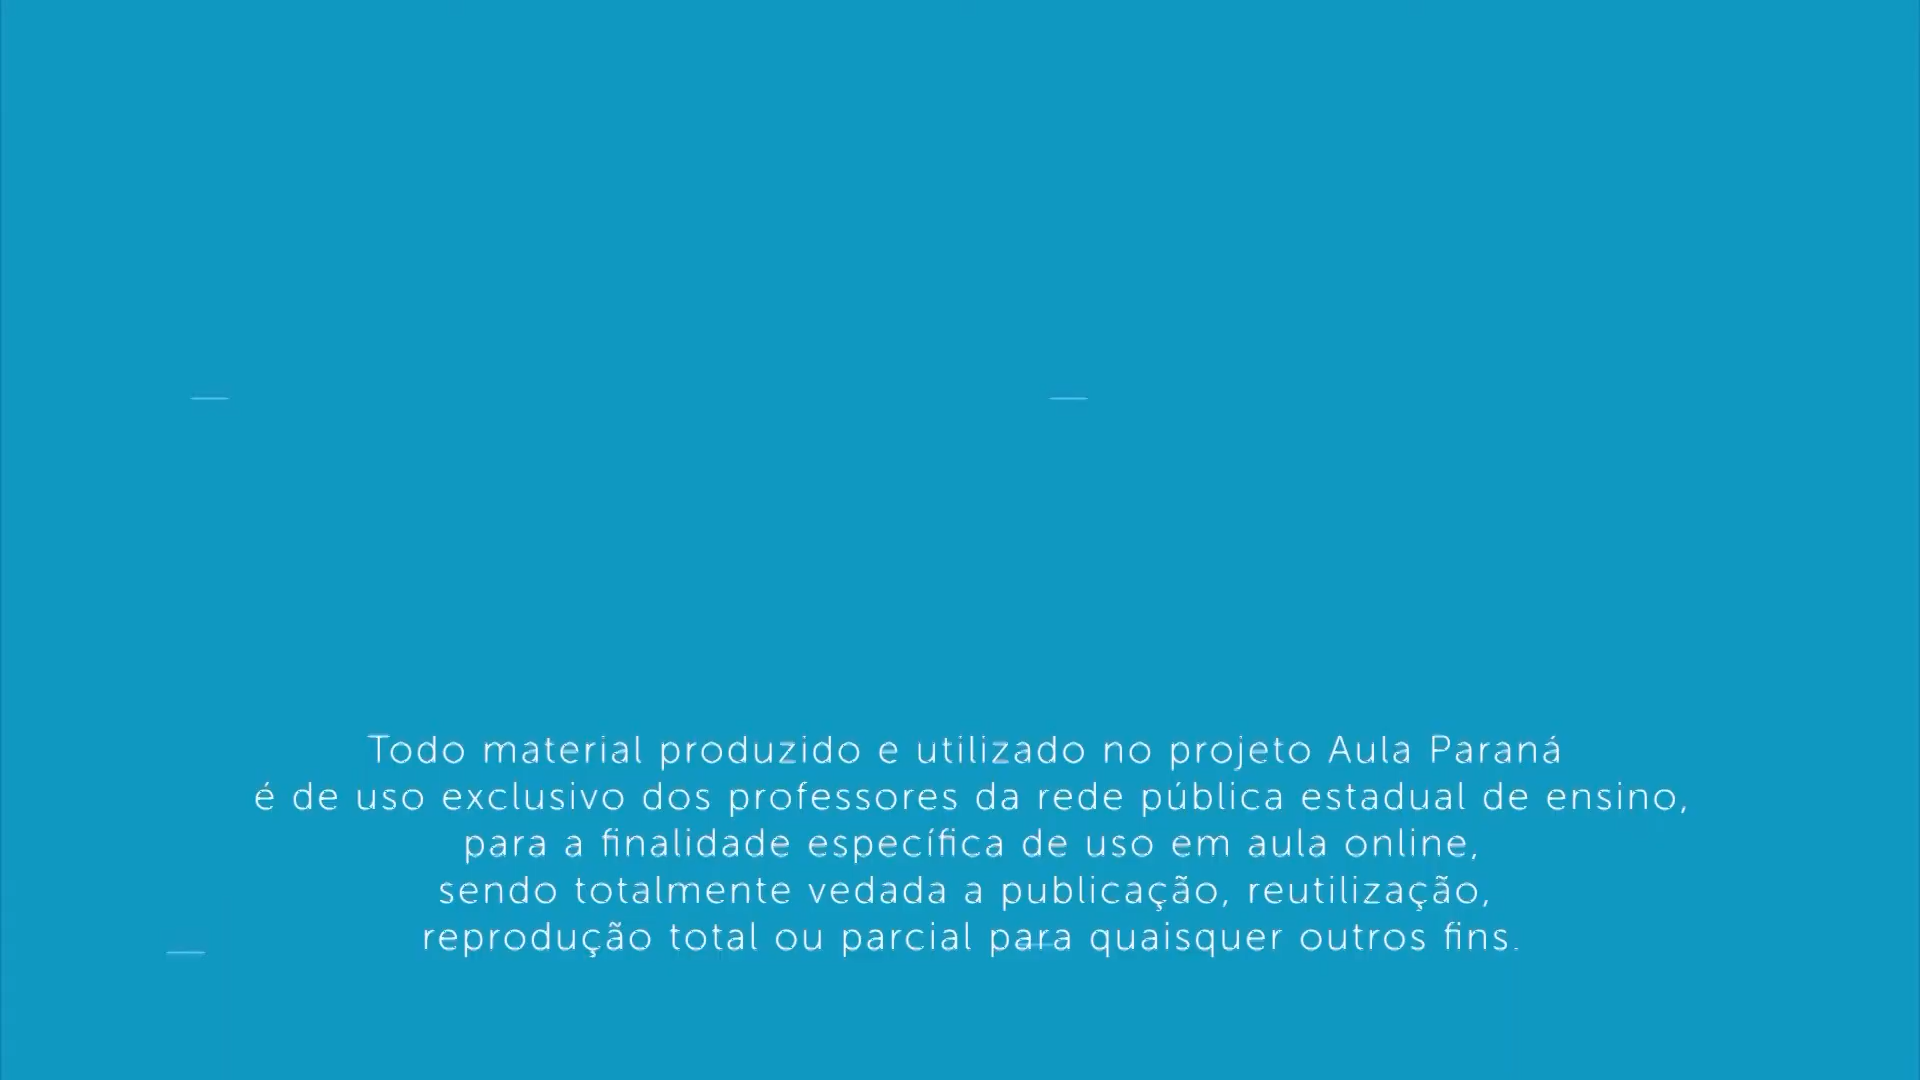 Todo material produzido e utilizado no projeto Aula Paraná
é de uso exclusivo dos professores da rede pública estadual de ensino,
para a finalidade específica de uso em aula online,
sendo totalmente vedada a publicação, reutilização,
reprodução total ou parcial para quaisquer outros fins.